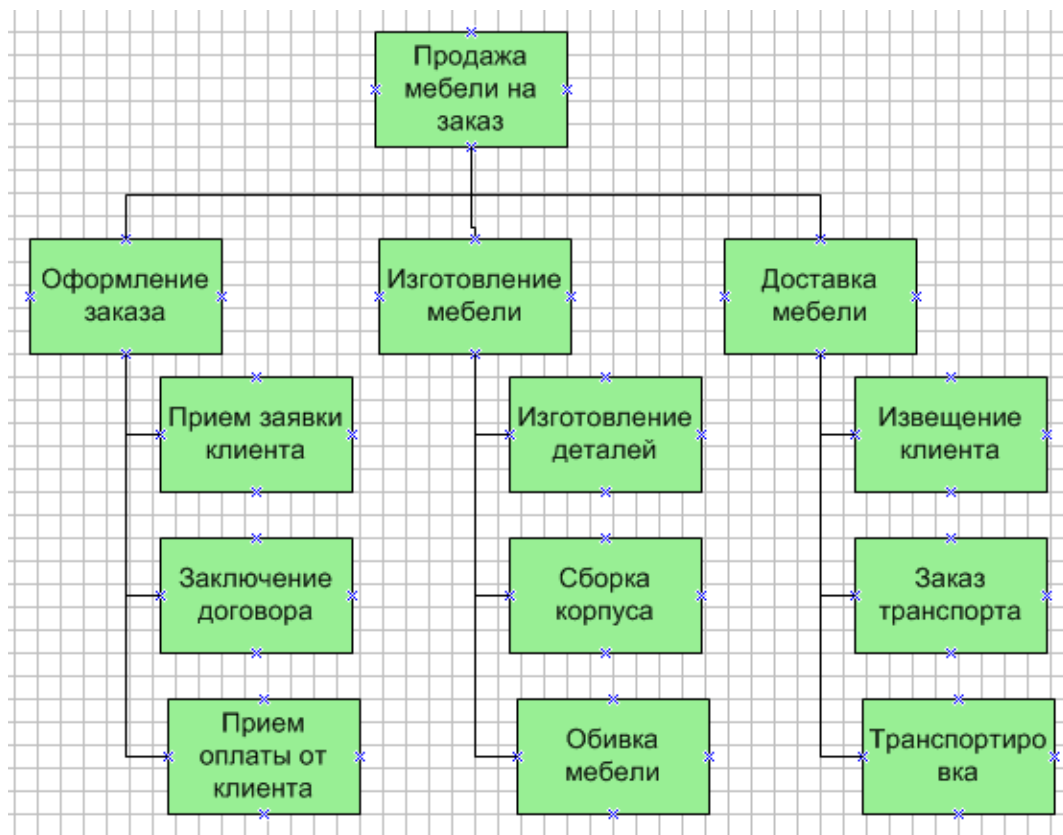 Продажа
мебели на
заказ
Оформление
заказа
Изготовление
мебели
Доставка
мебели
Прием заявки
клиента
Изготовление
деталей
Извещение
клиента
Заключение
договора
Сборка
корпуса
Заказ
транспорта
Прием
оплаты от
клиента
Обивка
мебели
Транспортиро
вка